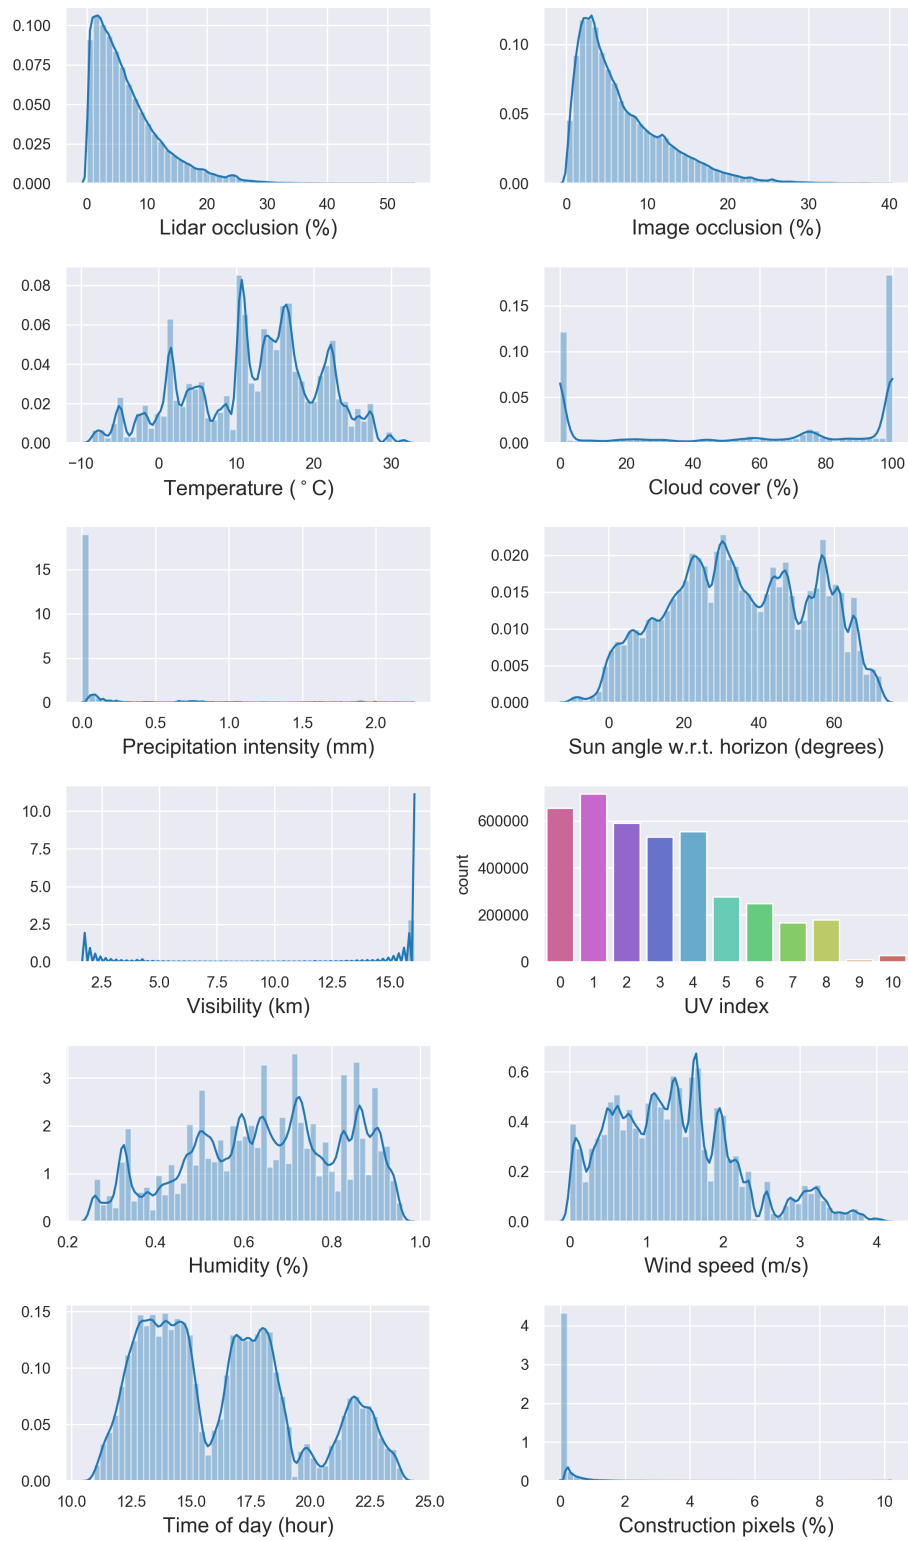 0.100
0.075
0.050
0.025
0.000
0 10 20 30 40 50
Lidar occlusion (%)
0.10
0.05
0.00
0 10 20 30 40
Image occlusion (%)
0.08
0.06
0.04
0.02
0.00
−10 0 10 20 30
Temperature (°C)
0.15
0.10
0.05
0.00
0 20 40 60 80 100
Cloud cover (%)
15
10
5
0
0.0 0.5 1.0 1.5 2.0
Precipitation intensity (mm)
0.020
0.015
0.010
0.005
0.000
0 20 40 60
Sun angle w.r.t. horizon (degrees)
10.0
7.5
5.0
2.5
0.0
2.5 5.0 7.5 10.0 12.5 15.0
Visibility (km)
count
600000
400000
200000
0
0 1 2 3 4 5 6 7 8 9 10
UV index
3
2
1
0
0.2 0.4 0.6 0.8 1.0
Humidity (%)
0.6
0.4
0.2
0.0
0 1 2 3 4
Wind speed (m/s)
0.15
0.10
0.05
0.00
10.0 12.5 15.0 17.5 20.0 22.5 25.0
Time of day (hour)
4
3
2
1
0
0 2 4 6 8 10
Construction pixels (%)